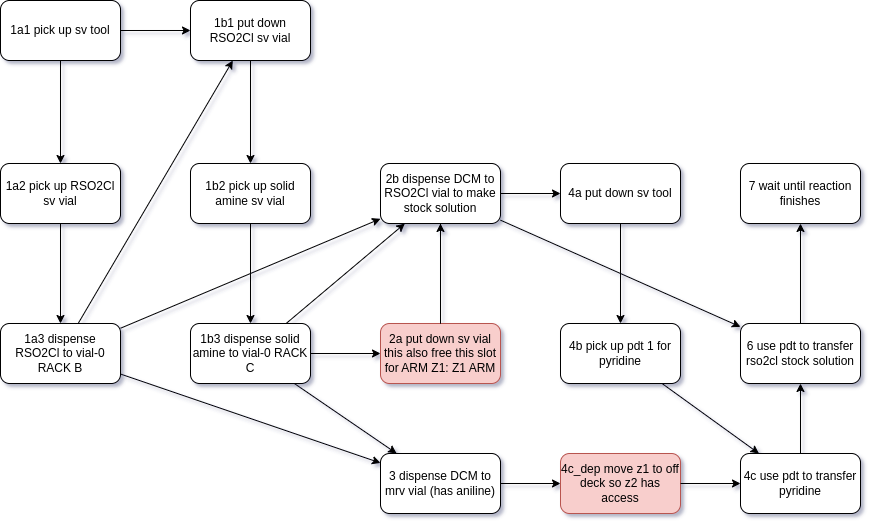 1a1 pick up sv tool
1b1 put down
RSO2Cl sv vial
1a2 pick up RSO2Cl
sv vial
1b2 pick up solid
amine sv vial
2b dispense DCM to
RSO2Cl vial to make
stock solution
4a put down sv tool
7 wait until reaction
finishes
1a3 dispense
RSO2Cl to vial-0
RACK B
1b3 dispense solid
amine to vial-0 RACK
C
2a put down sv vial
this also free this slot
for ARM Z1: Z1 ARM
4b pick up pdt 1 for
pyridine
6 use pdt to transfer
rso2cl stock solution
3 dispense DCM to
mrv vial (has aniline)
4c_dep move z1 to off
deck so z2 has
access
4c use pdt to transfer
pyridine